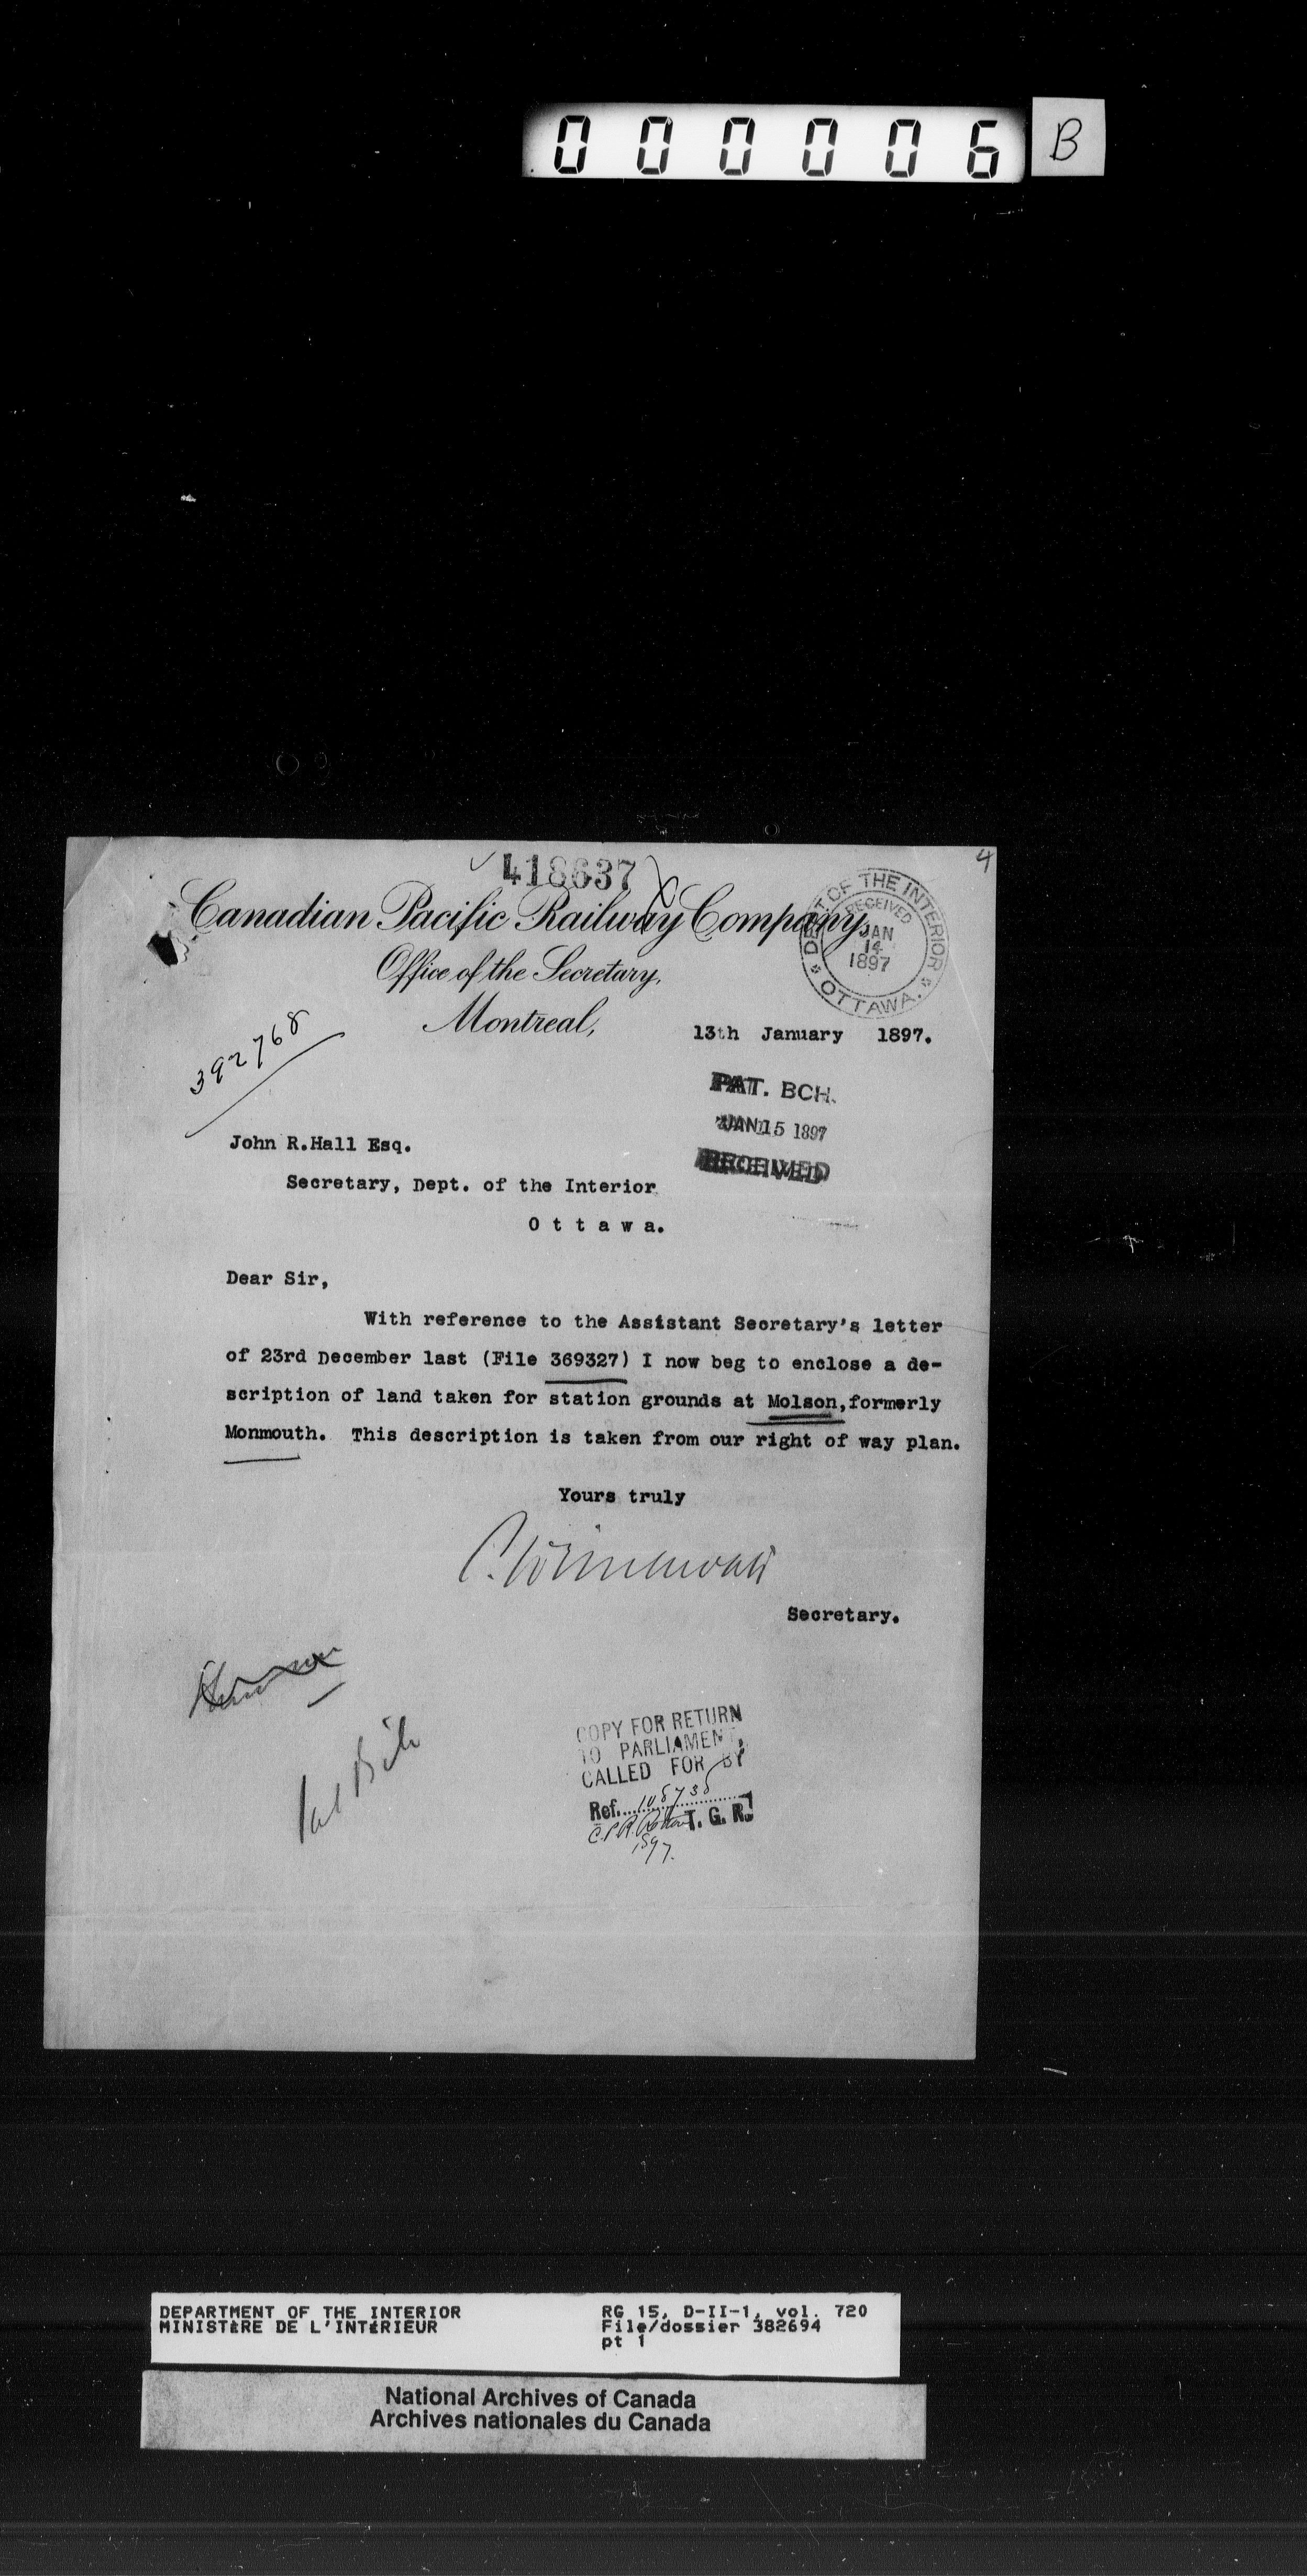 000006 B
4
418637
Canadian Pacific Railway Company,
Office of the Secretary,
Montreal,
DEPT. OF THE INTERIOR
RECEIVED
JAN
14
1897
OTTAWA.
13th January 1897.
392768
PAT. BCH.
JAN 15 1897
RECEIVED
John R.Hall Esq.
Secretary, Dept. of the Interior
O t t a w a.
Dear Sir,
With reference to the Assistant Secretary's letter
of 23rd December last (File 369327) I now beg to enclose a de-
scription of land taken for station grounds at Molson,formerly
Monmouth. This description is taken from our right of way plan.
Yours truly
Secretary.
COPY FOR RETURN
TO PARLIAMENT,
CALLED FOR BY
Ref.
C.P.R. T. G. R.
1897.
DEPARTMENT OF THE INTERIOR
MINISTÈRE DE L'INTÉRIEUR
RG 15, D-II-1, vol. 720
File/dossier 382694
pt 1
National Archives of Canada
Archives nationales du Canada